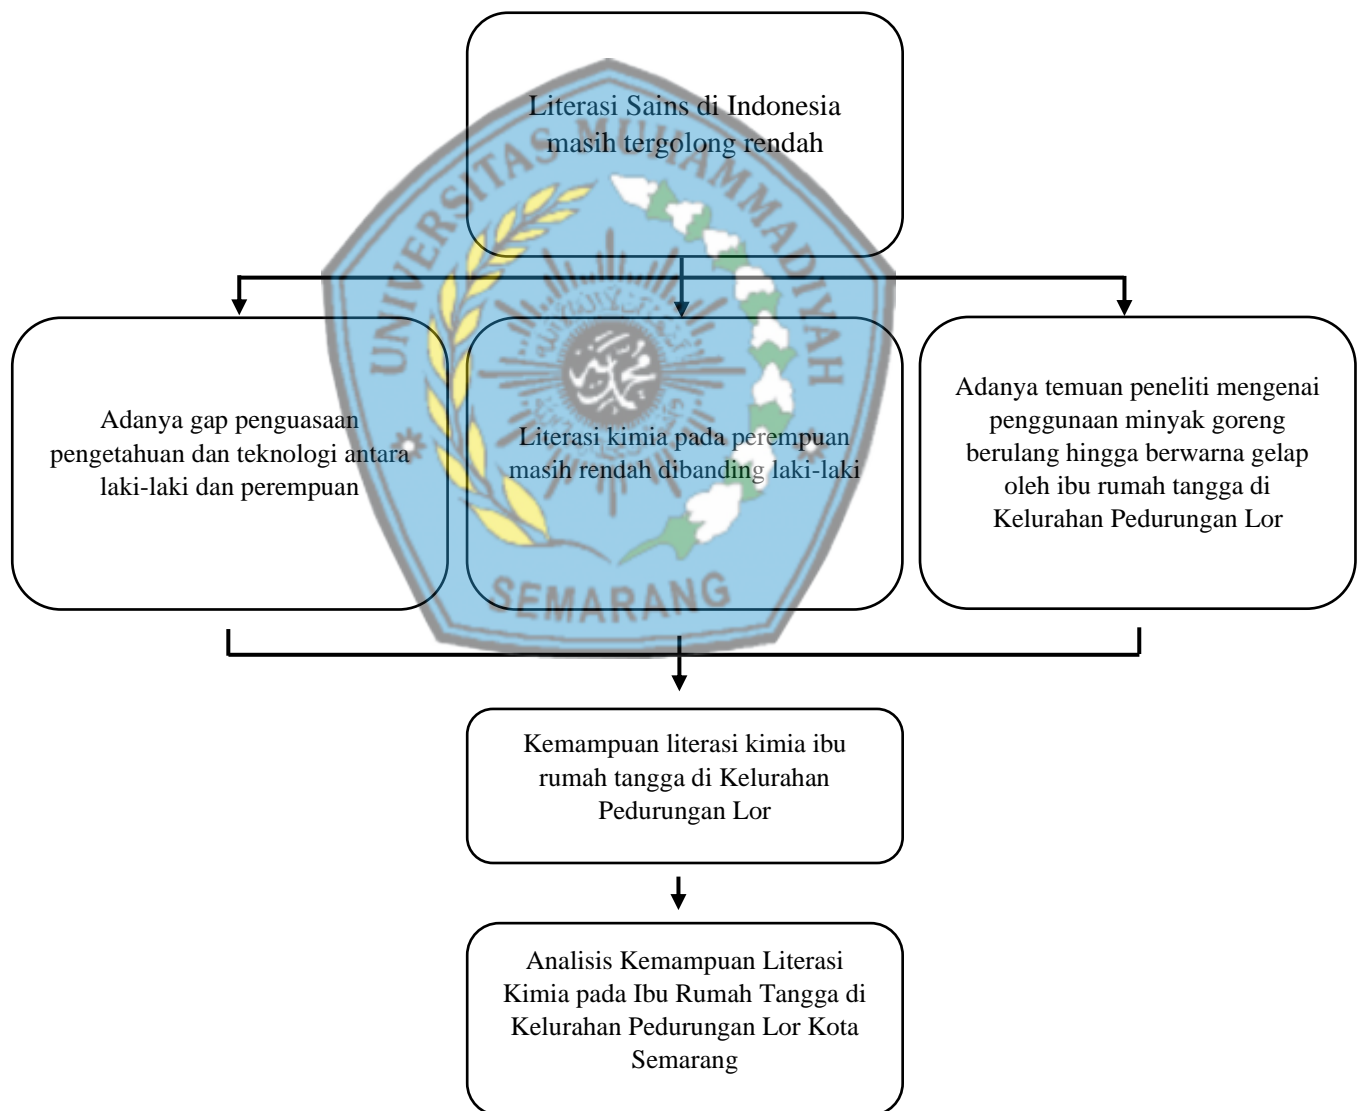 Literasi Sains di Indonesia
masih tergolong rendah
UNIVERSITAS MUHAMMADIYAH
SEMARANG
Adanya gap penguasaan
pengetahuan dan teknologi antara
laki-laki dan perempuan
Literasi kimia pada perempuan
masih rendah dibanding laki-laki
Adanya temuan peneliti mengenai
penggunaan minyak goreng
berulang hingga berwarna gelap
oleh ibu rumah tangga di
Kelurahan Pedurungan Lor
Kemampuan literasi kimia ibu
rumah tangga di Kelurahan
Pedurungan Lor
Analisis Kemampuan Literasi
Kimia pada Ibu Rumah Tangga di
Kelurahan Pedurungan Lor Kota
Semarang